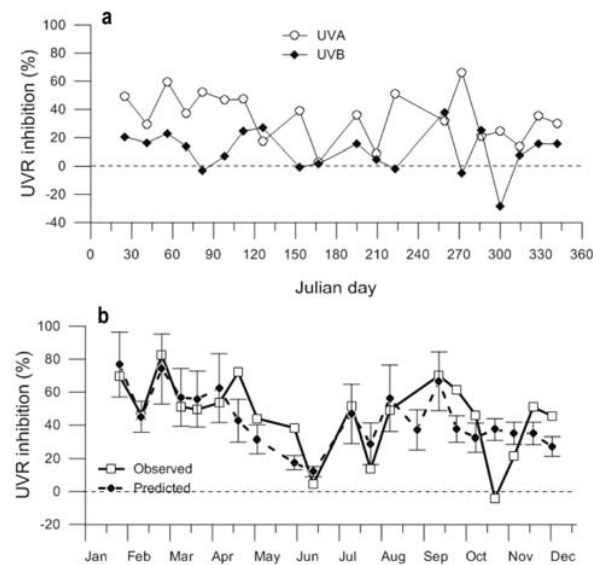 a
100
80
60
40
20
0
-20
-40
UVR inhibition (%)
UVA
UVB
0 30 60 90 120 150 180 210 240 270 300 330 360
Julian day
b
100
80
60
40
20
0
-20
UVR inhibition (%)
Observed
Predicted
Jan Feb Mar Apr May Jun Jul Aug Sep Oct Nov Dec